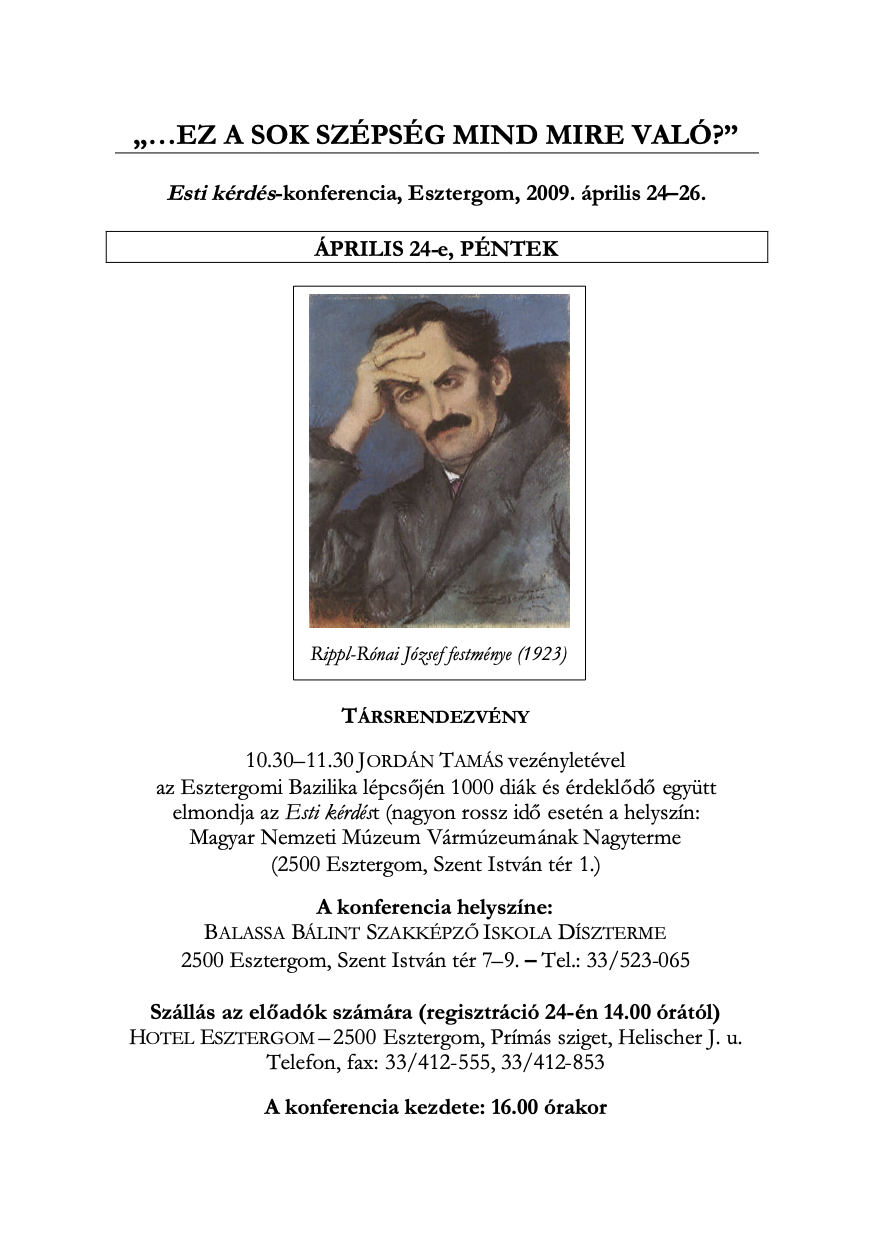 „…EZ A SOK SZÉPSÉG MIND MIRE VALÓ?”
Esti kérdés-konferencia, Esztergom, 2009. április 24–26.
ÁPRILIS 24-e, PÉNTEK
Rippl-Rónai József festménye (1923)
TÁRSRENDEZVÉNY
10.30–11.30 JORDÁN TAMÁS vezényletével
az Esztergomi Bazilika lépcsőjén 1000 diák és érdeklődő együtt
elmondja az Esti kérdést (nagyon rossz idő esetén a helyszín:
Magyar Nemzeti Múzeum Vármúzeumának Nagyterme
(2500 Esztergom, Szent István tér 1.)
A konferencia helyszíne:
BALASSA BÁLINT SZAKKÉPZŐ ISKOLA DÍSZTERME
2500 Esztergom, Szent István tér 7–9. – Tel.: 33/523-065
Szállás az előadók számára (regisztráció 24-én 14.00 órától)
HOTEL ESZTERGOM – 2500 Esztergom, Prímás sziget, Helischer J. u.
Telefon, fax: 33/412-555, 33/412-853
A konferencia kezdete: 16.00 órakor